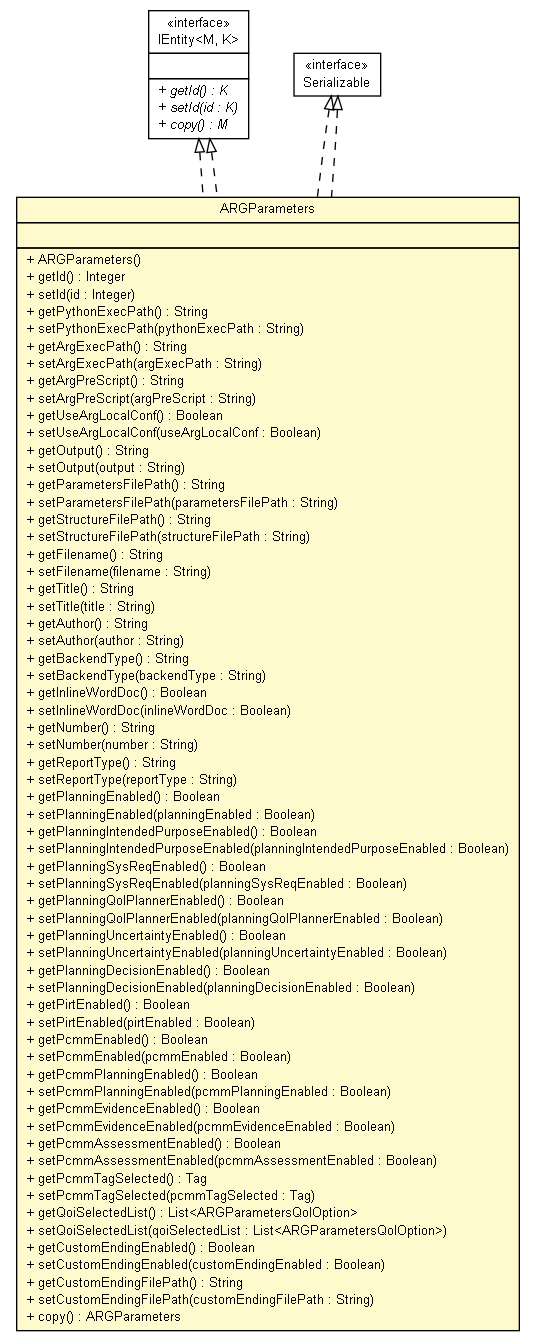 «interface»
IEntity<M, K>
+ getId() : K
+ setId(id : K)
+ copy() : M
«interface»
Serializable
ARGParameters
+ ARGParameters()
+ getId() : Integer
+ setId(id : Integer)
+ getPythonExecPath() : String
+ setPythonExecPath(pythonExecPath : String)
+ getArgExecPath() : String
+ setArgExecPath(argExecPath : String)
+ getArgPreScript() : String
+ setArgPreScript(argPreScript : String)
+ getUseArgLocalConf() : Boolean
+ setUseArgLocalConf(useArgLocalConf : Boolean)
+ getOutput() : String
+ setOutput(output : String)
+ getParametersFilePath() : String
+ setParametersFilePath(parametersFilePath : String)
+ getStructureFilePath() : String
+ setStructureFilePath(structureFilePath : String)
+ getFilename() : String
+ setFilename(filename : String)
+ getTitle() : String
+ setTitle(title : String)
+ getAuthor() : String
+ setAuthor(author : String)
+ getBackendType() : String
+ setBackendType(backendType : String)
+ getInlineWordDoc() : Boolean
+ setInlineWordDoc(inlineWordDoc : Boolean)
+ getNumber() : String
+ setNumber(number : String)
+ getReportType() : String
+ setReportType(reportType : String)
+ getPlanningEnabled() : Boolean
+ setPlanningEnabled(planningEnabled : Boolean)
+ getPlanningIntendedPurposeEnabled() : Boolean
+ setPlanningIntendedPurposeEnabled(planningIntendedPurposeEnabled : Boolean)
+ getPlanningSysReqEnabled() : Boolean
+ setPlanningSysReqEnabled(planningSysReqEnabled : Boolean)
+ getPlanningQoIPlannerEnabled() : Boolean
+ setPlanningQoIPlannerEnabled(planningQoIPlannerEnabled : Boolean)
+ getPlanningUncertaintyEnabled() : Boolean
+ setPlanningUncertaintyEnabled(planningUncertaintyEnabled : Boolean)
+ getPlanningDecisionEnabled() : Boolean
+ setPlanningDecisionEnabled(planningDecisionEnabled : Boolean)
+ getPirtEnabled() : Boolean
+ setPirtEnabled(pirtEnabled : Boolean)
+ getPcmmEnabled() : Boolean
+ setPcmmEnabled(pcmmEnabled : Boolean)
+ getPcmmPlanningEnabled() : Boolean
+ setPcmmPlanningEnabled(pcmmPlanningEnabled : Boolean)
+ getPcmmEvidenceEnabled() : Boolean
+ setPcmmEvidenceEnabled(pcmmEvidenceEnabled : Boolean)
+ getPcmmAssessmentEnabled() : Boolean
+ setPcmmAssessmentEnabled(pcmmAssessmentEnabled : Boolean)
+ getPcmmTagSelected() : Tag
+ setPcmmTagSelected(pcmmTagSelected : Tag)
+ getQoiSelectedList() : List<ARGParametersQoIOption>
+ setQoiSelectedList(qoiSelectedList : List<ARGParametersQoIOption>)
+ getCustomEndingEnabled() : Boolean
+ setCustomEndingEnabled(customEndingEnabled : Boolean)
+ getCustomEndingFilePath() : String
+ setCustomEndingFilePath(customEndingFilePath : String)
+ copy() : ARGParameters